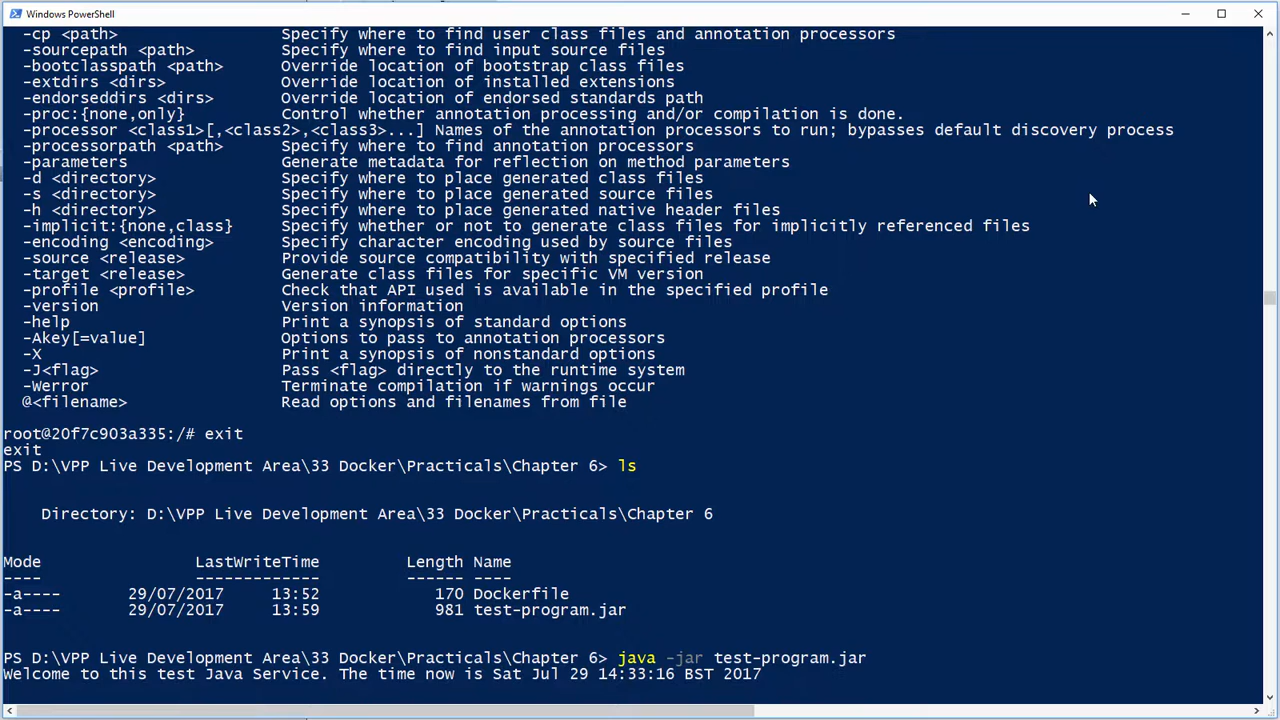 Windows PowerShell
-cp <path> Specify where to find user class files and annotation processors
-sourcepath <path> Specify where to find input source files
-bootclasspath <path> Override location of bootstrap class files
-extdirs <dirs> Override location of installed extensions
-endorseddirs <dirs> Override location of endorsed standards path
-proc:{none,only} Control whether annotation processing and/or compilation is done.
-processor <class1>[,<class2>,<class3>...] Names of the annotation processors to run; bypasses default discovery process
-processorpath <path> Specify where to find annotation processors
-parameters Generate metadata for reflection on method parameters
-d <directory> Specify where to place generated class files
-s <directory> Specify where to place generated source files
-h <directory> Specify where to place generated native header files
-implicit:{none,class} Specify whether or not to generate class files for implicitly referenced files
-encoding <encoding> Specify character encoding used by source files
-source <release> Provide source compatibility with specified release
-target <release> Generate class files for specific VM version
-profile <profile> Check that API used is available in the specified profile
-version Version information
-help Print a synopsis of standard options
-Akey[=value] Options to pass to annotation processors
-X Print a synopsis of nonstandard options
-J<flag> Pass <flag> directly to the runtime system
-Werror Terminate compilation if warnings occur
@<filename> Read options and filenames from file
root@20f7c903a335:/# exit
exit
PS D:\VPP Live Development Area\33 Docker\Practicals\Chapter 6> ls
Directory: D:\VPP Live Development Area\33 Docker\Practicals\Chapter 6
Mode LastWriteTime Length Name
---- ------------- ------ ----
-a---- 29/07/2017 13:52 170 Dockerfile
-a---- 29/07/2017 13:59 981 test-program.jar
PS D:\VPP Live Development Area\33 Docker\Practicals\Chapter 6> java -jar test-program.jar
Welcome to this test Java Service. The time now is Sat Jul 29 14:33:16 BST 2017